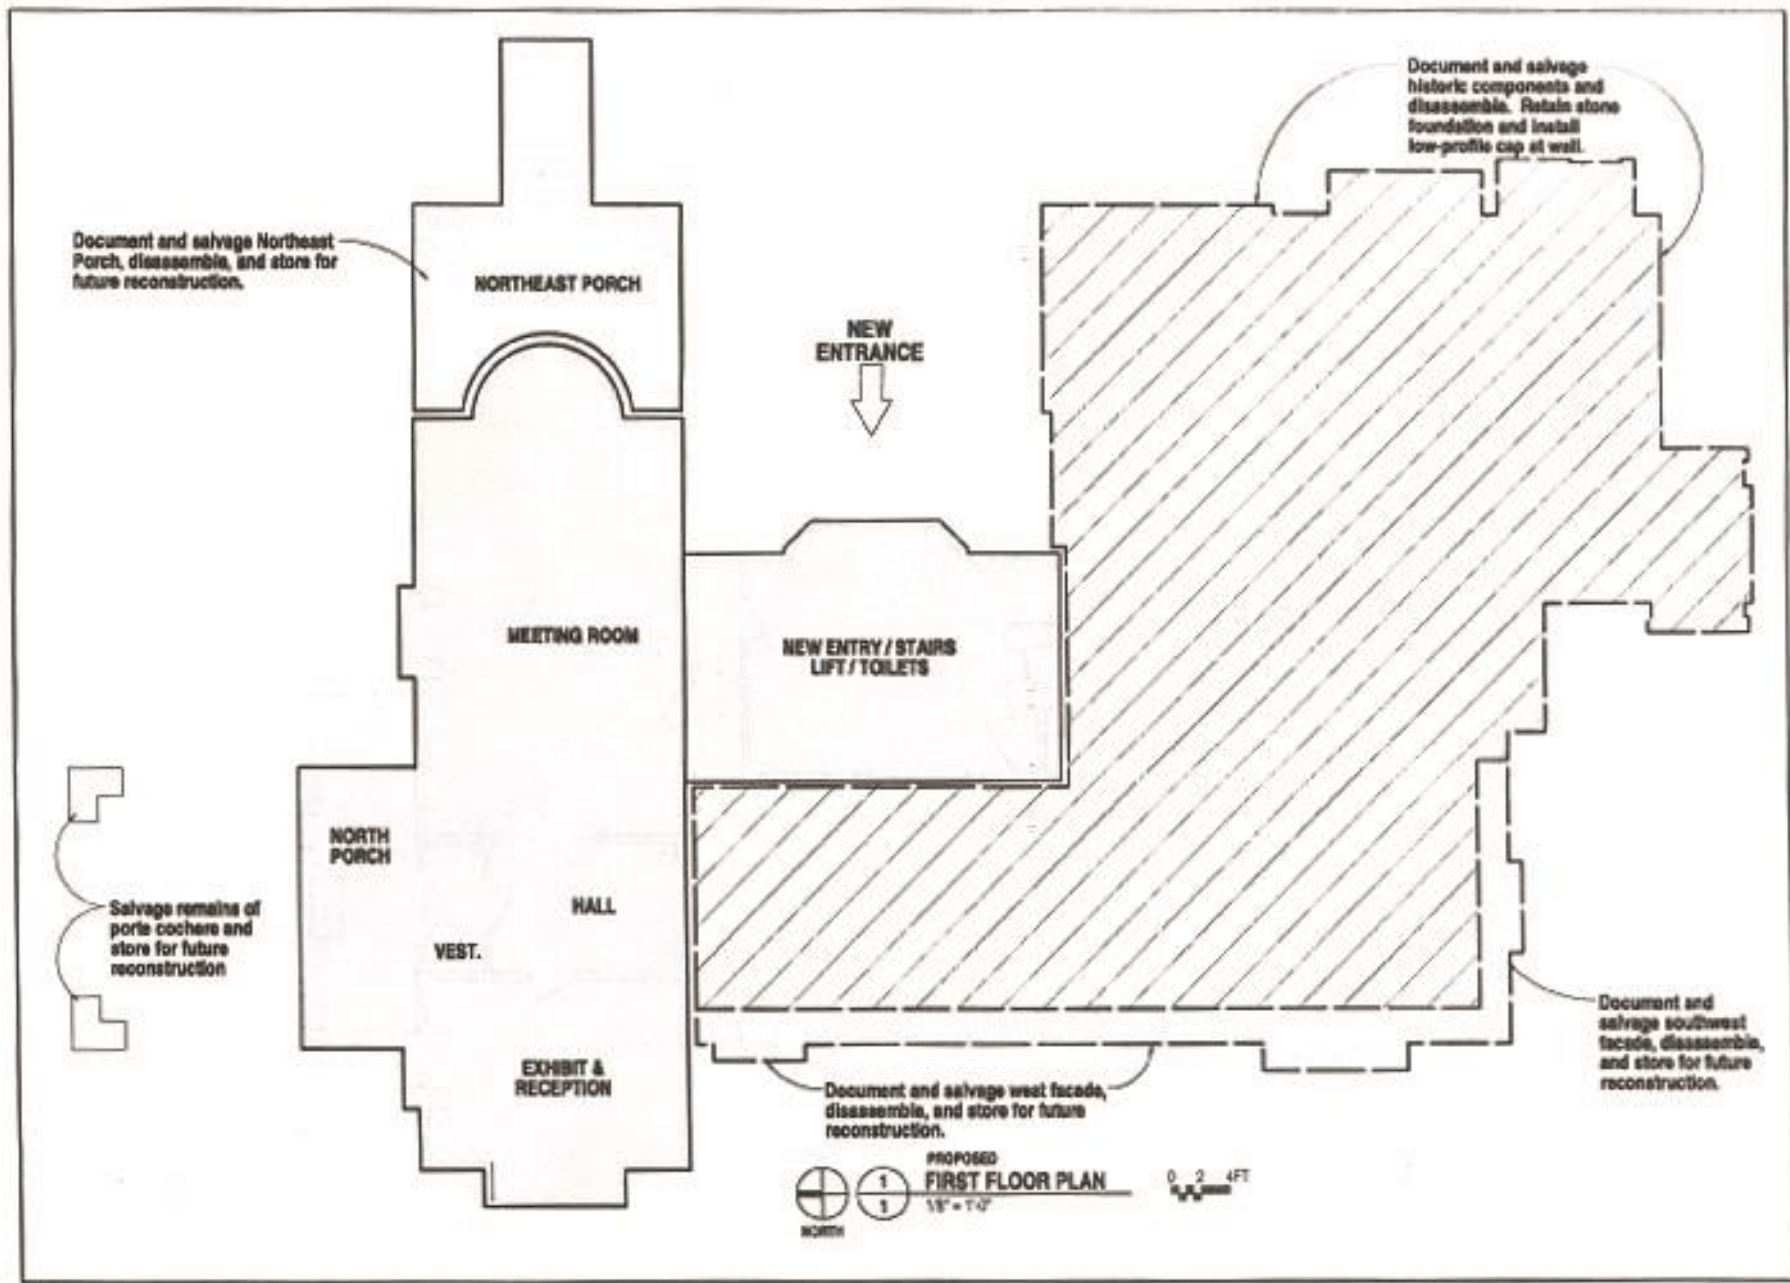 Document and salvage
historic components and
disassemble. Retain stone
foundation and install
low-profile cap at wall.
Document and salvage Northeast
Porch, disassemble, and store for
future reconstruction.
NORTHEAST PORCH
NEW
ENTRANCE
MEETING ROOM
NEW ENTRY / STAIRS
LIFT / TOILETS
NORTH
PORCH
HALL
Salvage remains of
porte cochere and
store for future
reconstruction
VEST.
Document and
salvage southwest
facade, disassemble,
and store for future
reconstruction.
EXHIBIT &
RECEPTION
Document and salvage west facade,
disassemble, and store for future
reconstruction.
PROPOSED
1
FIRST FLOOR PLAN
1
1/8" = 1'-0"
0 2 4FT
NORTH